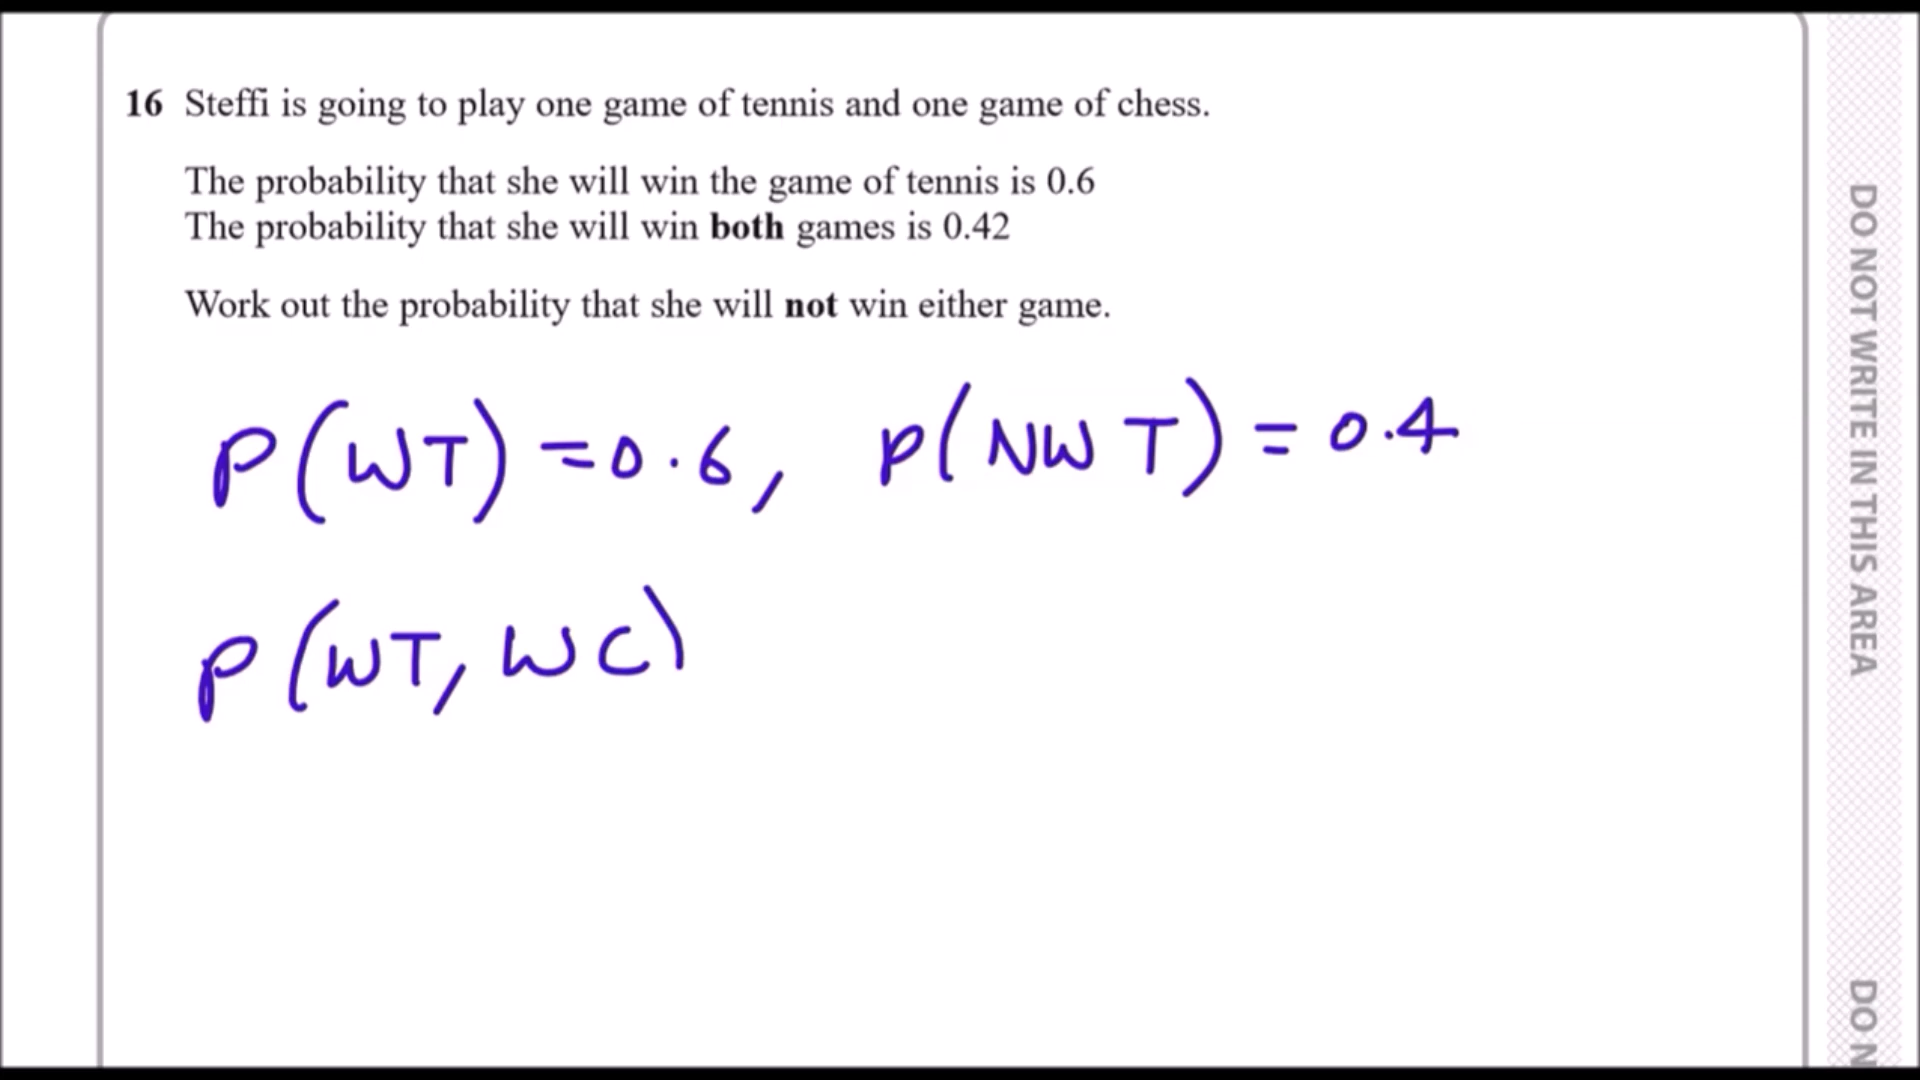 16 Steffi is going to play one game of tennis and one game of chess.
The probability that she will win the game of tennis is 0.6
The probability that she will win both games is 0.42
Work out the probability that she will not win either game.
P(WT) = 0.6, P(NWT) = 0.4
P(WT, WC)
DO NOT WRITE IN THIS AREA
DO N